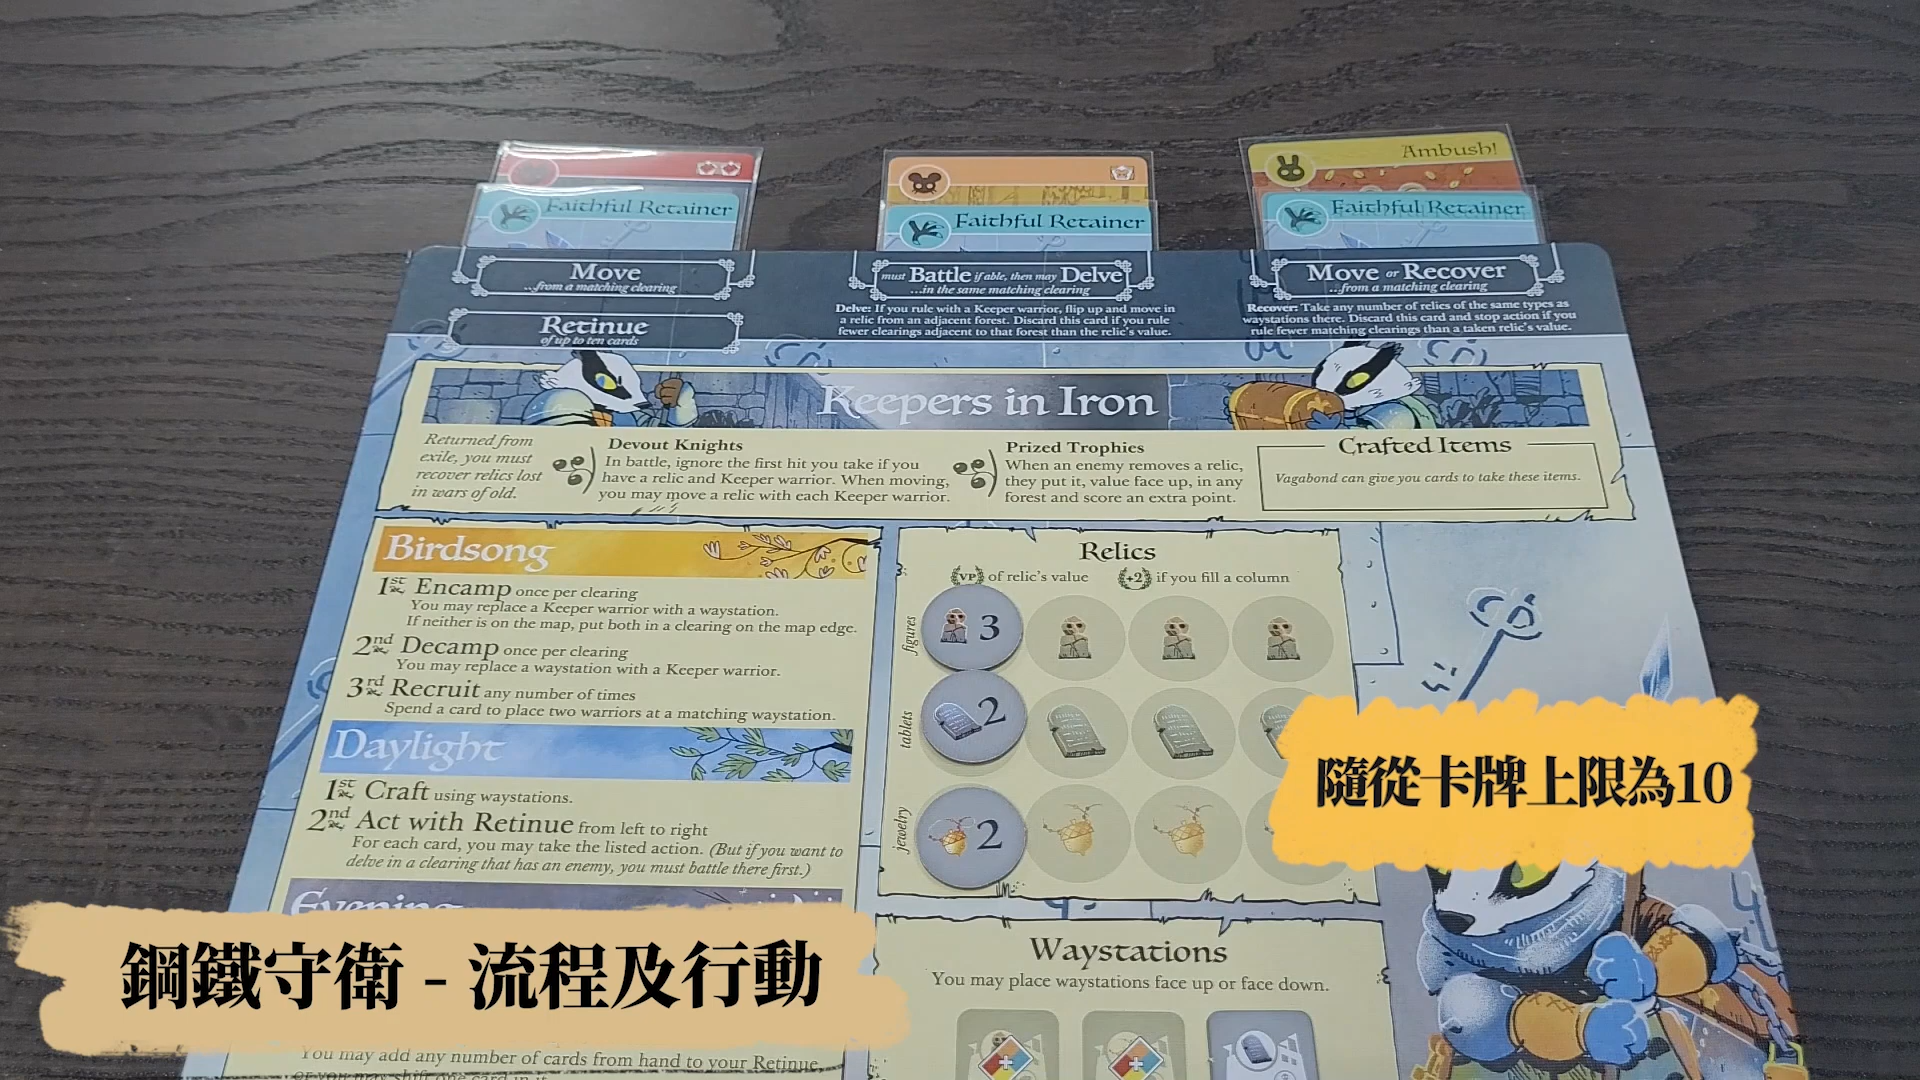 Ambush!
Faithful Retainer
Faithful Retainer
Faithful Retainer
Move
...from a matching clearing
must Battle if able, then may Delve
...in the same matching clearing
Move or Recover
...from a matching clearing
Retinue
of up to ten cards
Delve: If you rule with a Keeper warrior, flip up and move in
a relic from an adjacent forest. Discard this card if you rule
fewer clearings adjacent to that forest than the relic's value.
Recover: Take any number of relics of the same types as
waystations there. Discard this card and stop action if you
rule fewer matching clearings than a taken relic's value.
Keepers in Iron
Returned from
exile, you must
recover relics lost
in wars of old.
Devout Knights
In battle, ignore the first hit you take if you
have a relic and Keeper warrior. When moving,
you may move a relic with each Keeper warrior.
Prized Trophies
When an enemy removes a relic,
they put it, value face up, in any
forest and score an extra point.
Crafted Items
Vagabond can give you cards to take these items.
Birdsong
1st Encamp once per clearing
You may replace a Keeper warrior with a waystation.
If neither is on the map, put both in a clearing on the map edge.
2nd Decamp once per clearing
You may replace a waystation with a Keeper warrior.
3rd Recruit any number of times
Spend a card to place two warriors at a matching waystation.
Daylight
1st Craft using waystations.
2nd Act with Retinue from left to right
For each card, you may take the listed action. (But if you want to
delve in a clearing that has an enemy, you must battle there first.)
Evening
You may add any number of cards from hand to your Retinue,
Relics
VP of relic's value +2 if you fill a column
figures
3
tablets
2
jewelry
2
Waystations
You may place waystations face up or face down.
隨從卡牌上限為10
鋼鐵守衛 - 流程及行動